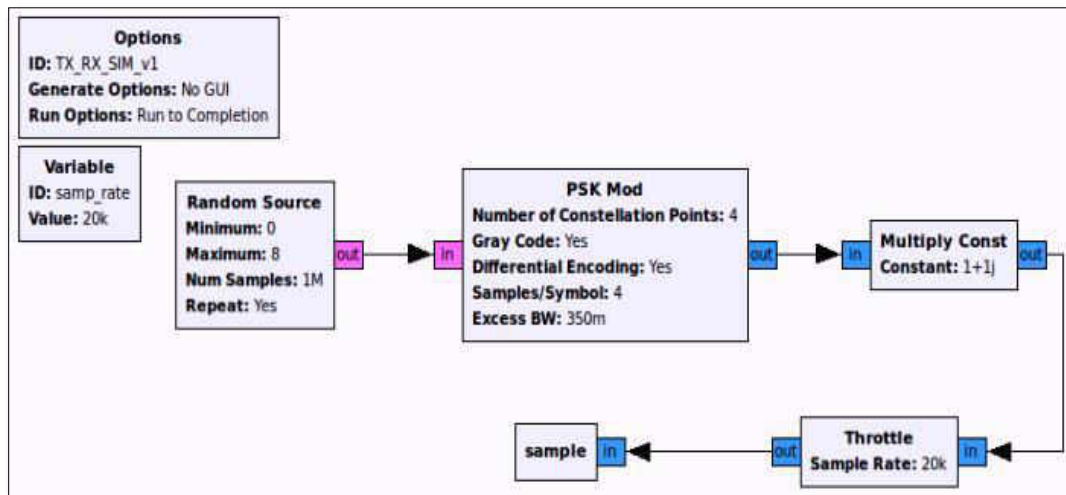 Options
ID: TX_RX_SIM_v1
Generate Options: No GUI
Run Options: Run to Completion
Variable
ID: samp_rate
Value: 20k
Random Source
Minimum: 0
Maximum: 8
Num Samples: 1M
Repeat: Yes
out
in
PSK Mod
Number of Constellation Points: 4
Gray Code: Yes
Differential Encoding: Yes
Samples/Symbol: 4
Excess BW: 350m
out
in
Multiply Const
Constant: 1+1j
out
sample
in
out
Throttle
Sample Rate: 20k
in